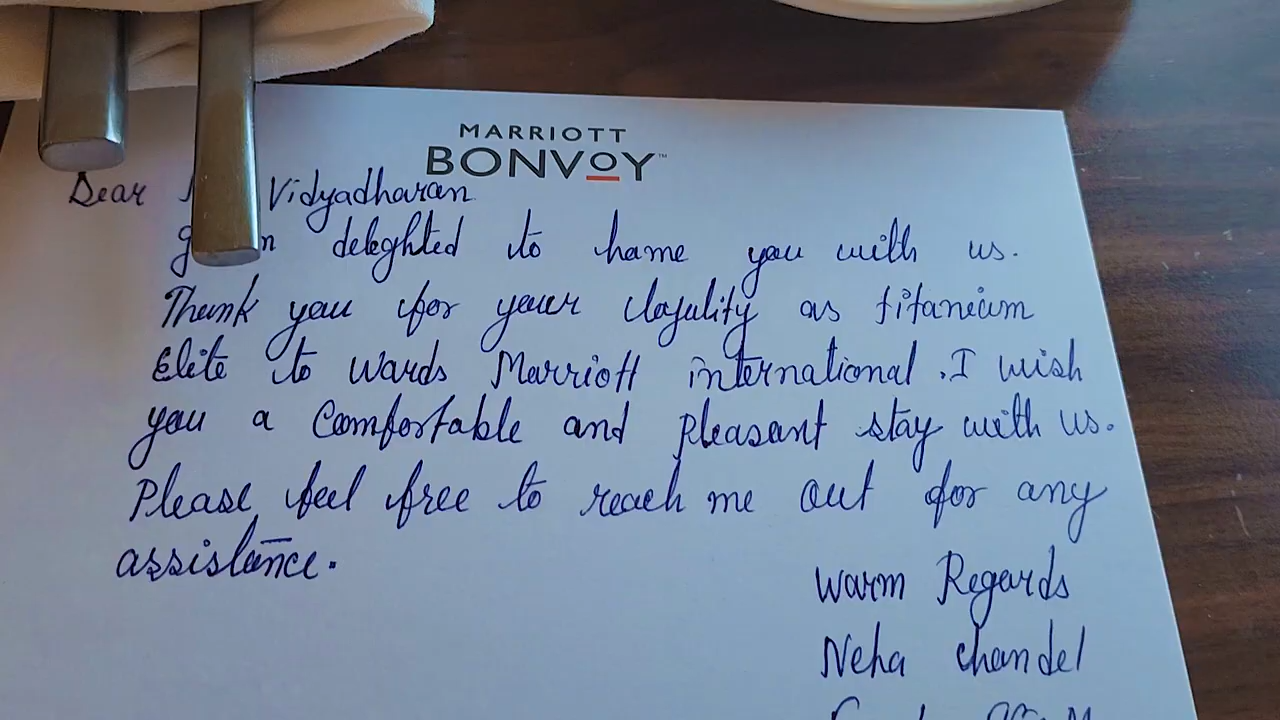 MARRIOTT
BONVOY™
Dear Vidyadharan
deleghted to hame you with us.
Thank you for your loyality as titanium
Elite to wards Marriott international. I wish
you a Comfortable and pleasant stay with us.
Please feel free to reach me out for any
assistance.
Warm Regards
Neha chandel